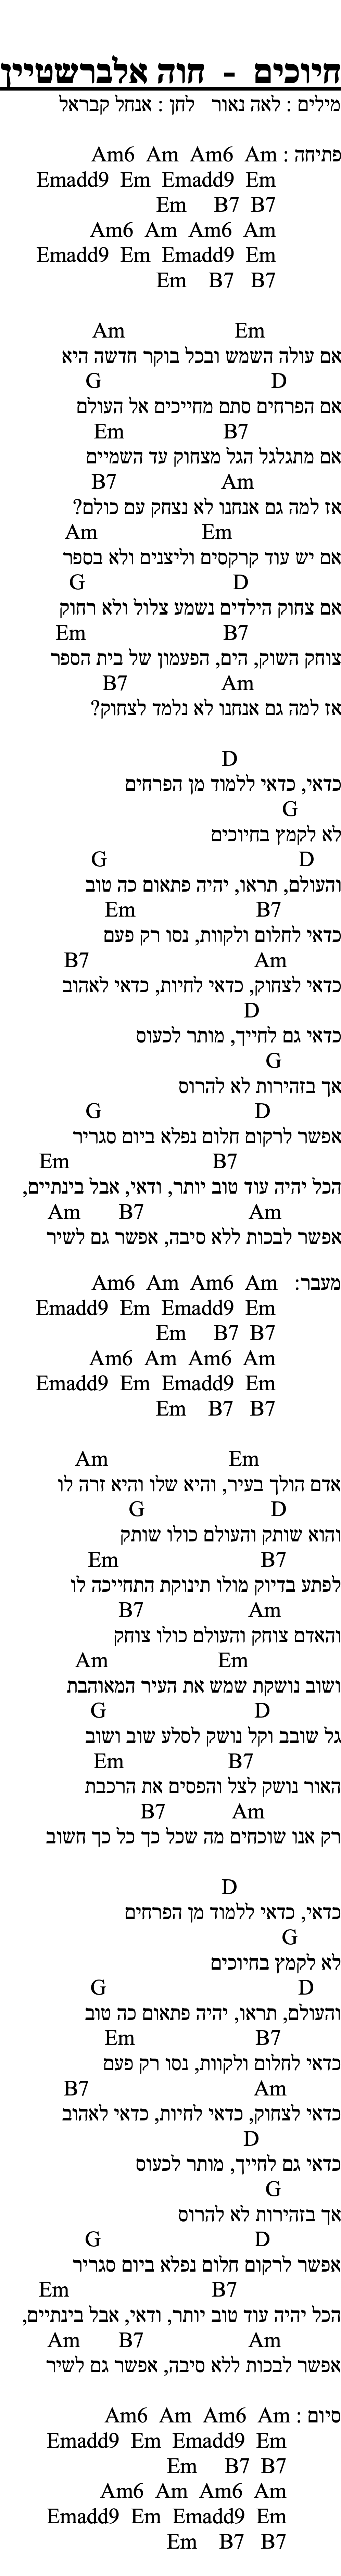 חיוכים - חוה אלברשטיין
מילים : לאה נאור לחן : אנחל קבראל
פתיחה : Am6 Am Am6 Am
Emadd9 Em Emadd9 Em
Em B7 B7
Am6 Am Am6 Am
Emadd9 Em Emadd9 Em
Em B7 B7
Am Em
אם עולה השמש ובכל בוקר חדשה היא
G D
אם הפרחים סתם מחייכים אל העולם
Em B7
אם מתגלגל הגל מצחוק עד השמיים
B7 Am
אז למה גם אנחנו לא נצחק עם כולם?
Am Em
אם יש עוד קרקסים וליצנים ולא בספר
G D
אם צחוק הילדים נשמע צלול ולא רחוק
Em B7
צוחק השוק, הים, הפעמון של בית הספר
B7 Am
אז למה גם אנחנו לא נלמד לצחוק?
D
כדאי, כדאי ללמוד מן הפרחים
G
לא לקמץ בחיוכים
G D
והעולם, תראו, יהיה פתאום כה טוב
Em B7
כדאי לחלום ולקוות, נסו רק פעם
B7 Am
כדאי לצחוק, כדאי לחיות, כדאי לאהוב
D
כדאי גם לחייך, מותר לכעוס
G
אך בזהירות לא להרוס
G D
אפשר לרקום חלום נפלא ביום סגריר
Em B7
הכל יהיה עוד טוב יותר, ודאי, אבל בינתיים,
Am B7 Am
אפשר לבכות ללא סיבה, אפשר גם לשיר
מעבר: Am6 Am Am6 Am
Emadd9 Em Emadd9 Em
Em B7 B7
Am6 Am Am6 Am
Emadd9 Em Emadd9 Em
Em B7 B7
Am Em
אדם הולך בעיר, והיא שלו והיא זרה לו
G D
והוא שותק והעולם כולו שותק
Em B7
לפתע בדיוק מולו תינוקת התחייכה לו
B7 Am
והאדם צוחק והעולם כולו צוחק
Am Em
ושוב נושקת שמש את העיר המאוהבת
G D
גל שובב וקל נושק לסלע שוב ושוב
Em B7
האור נושק לצל והפסים את הרכבת
B7 Am
רק אנו שוכחים מה שכל כך כל כך חשוב
D
כדאי, כדאי ללמוד מן הפרחים
G
לא לקמץ בחיוכים
G D
והעולם, תראו, יהיה פתאום כה טוב
Em B7
כדאי לחלום ולקוות, נסו רק פעם
B7 Am
כדאי לצחוק, כדאי לחיות, כדאי לאהוב
D
כדאי גם לחייך, מותר לכעוס
G
אך בזהירות לא להרוס
G D
אפשר לרקום חלום נפלא ביום סגריר
Em B7
הכל יהיה עוד טוב יותר, ודאי, אבל בינתיים,
Am B7 Am
אפשר לבכות ללא סיבה, אפשר גם לשיר
סיום : Am6 Am Am6 Am
Emadd9 Em Emadd9 Em
Em B7 B7
Am6 Am Am6 Am
Emadd9 Em Emadd9 Em
Em B7 B7